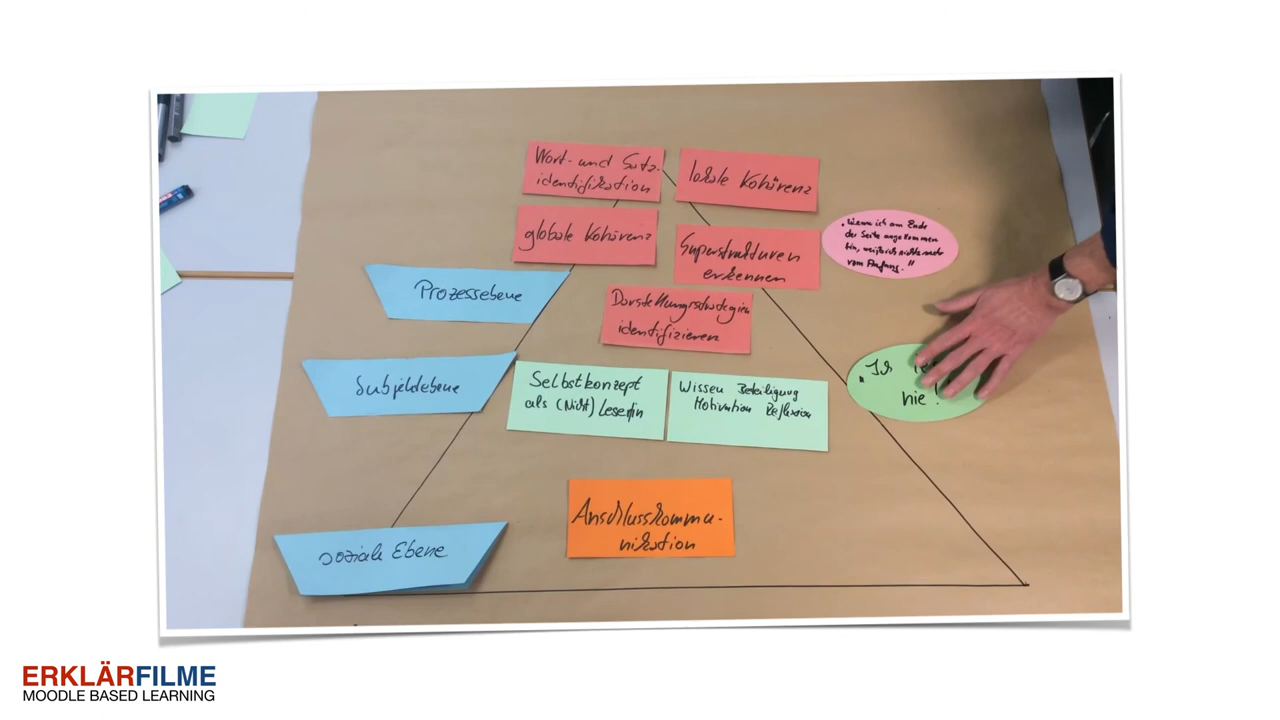 Wort- und Satz-
identifikation
lokale Kohärenz
globale Kohärenz
Superstrukturen
erkennen
„Wenn ich am Ende
der Seite angekommen
bin, weiß ich nichts mehr
vom Anfang."
Prozessebene
Darstellungsstrategien
identifizieren
Subjektebene
Selbstkonzept
als (Nicht) LeserIn
Wissen Beteiligung
Motivation Reflexion
„Ich
nie!
soziale Ebene
Anschlusskommu-
nikation
ERKLÄRFILME
MOODLE BASED LEARNING